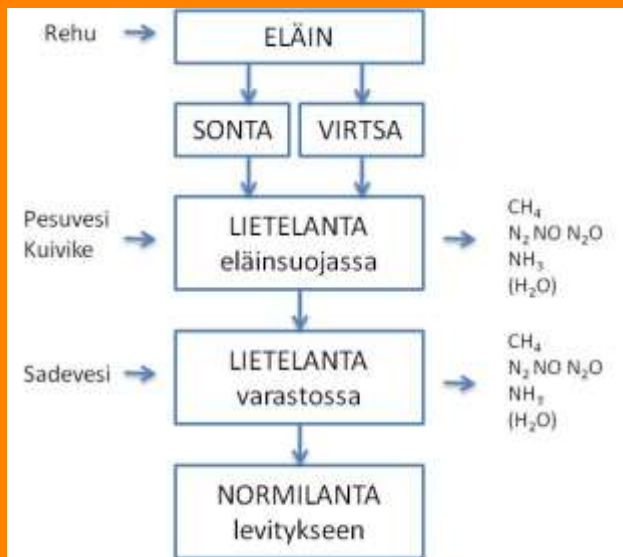 Rehu
ELÄIN
SONTA
VIRTSA
Pesuvesi
Kuivike
LIETELANTA
eläinsuojassa
CH₄
N₂ NO N₂O
NH₃
(H₂O)
Sadevesi
LIETELANTA
varastossa
CH₄
N₂ NO N₂O
NH₃
(H₂O)
NORMILANTA
levitykseen